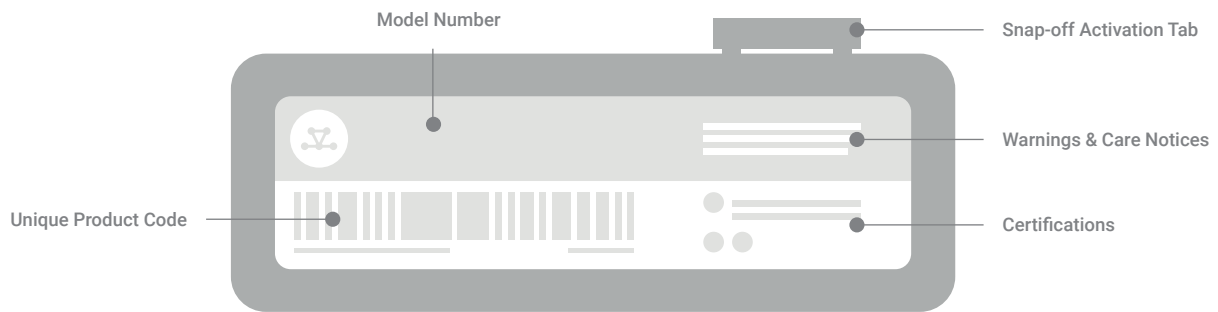 Model Number
Snap-off Activation Tab
Warnings & Care Notices
Unique Product Code
Certifications